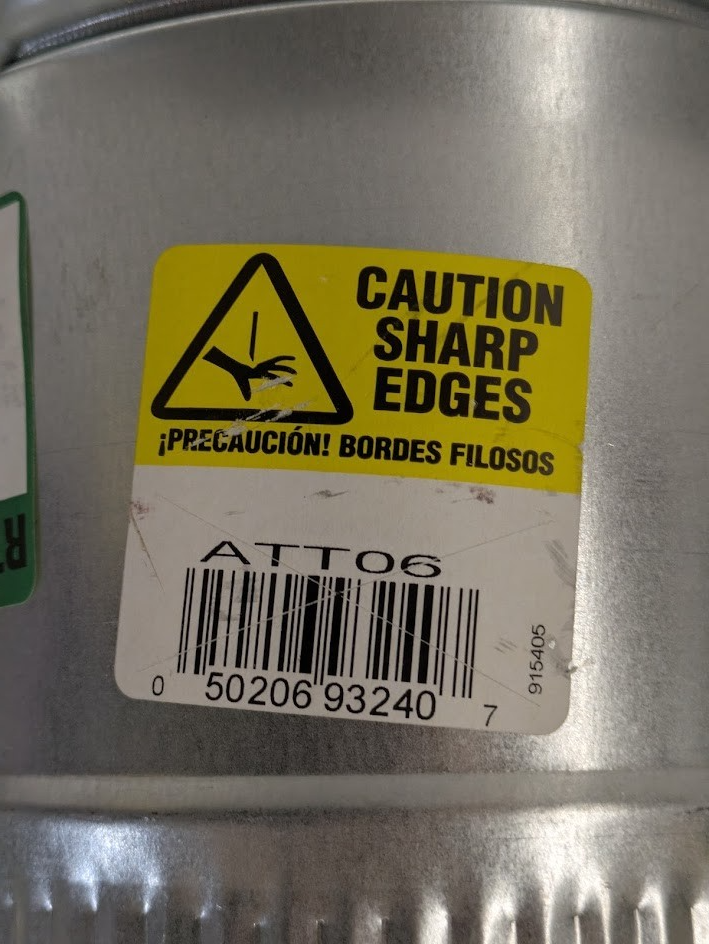 CAUTION
SHARP
EDGES
¡PRECAUCIÓN! BORDES FILOSOS
ATT06
0 50206 93240 7
915405